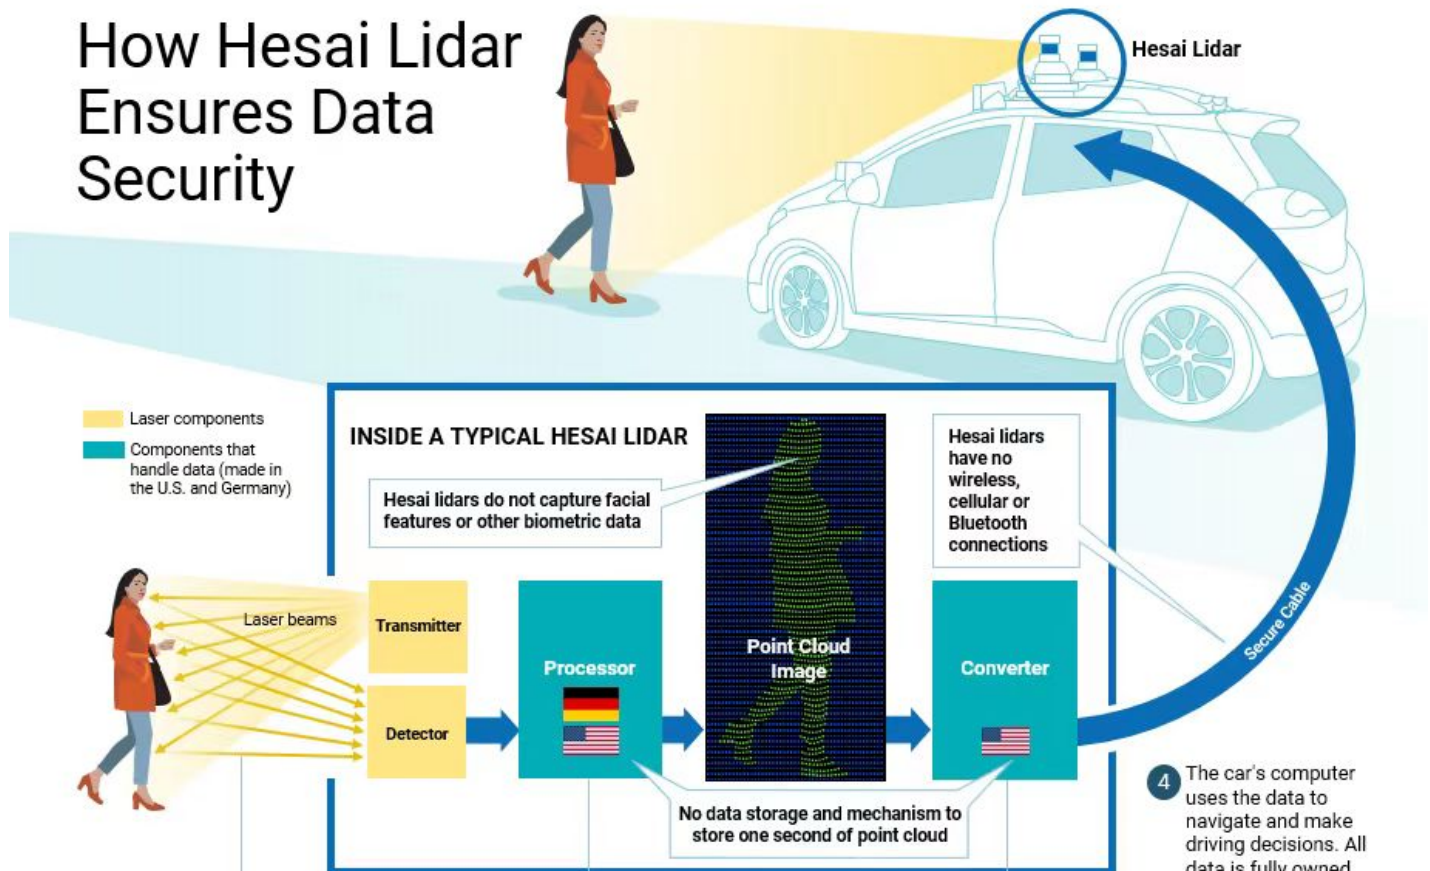 How Hesai Lidar
Ensures Data
Security
Hesai Lidar
Laser components
Components that
handle data (made in
the U.S. and Germany)
INSIDE A TYPICAL HESAI LIDAR
Hesai lidars do not capture facial
features or other biometric data
Hesai lidars
have no
wireless,
cellular or
Bluetooth
connections
Laser beams
Transmitter
Detector
Processor
Point Cloud
Image
Converter
Secure Cable
No data storage and mechanism to
store one second of point cloud
4
The car's computer
uses the data to
navigate and make
driving decisions. All
data is fully owned